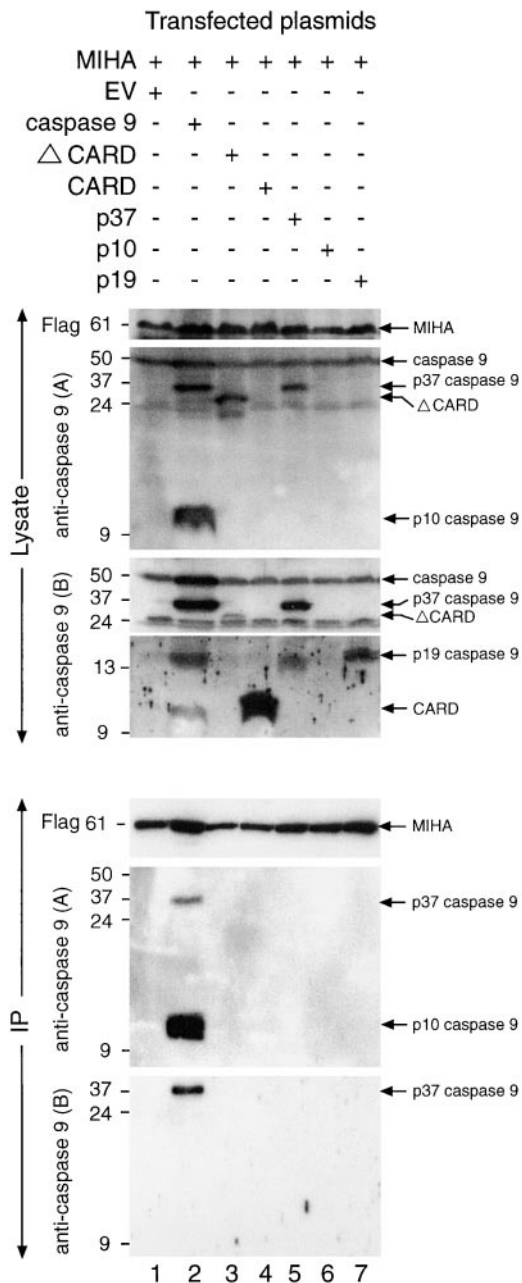 Transfected plasmids
MIHA + + + + + + +
EV + - - - - - -
caspase 9 - + - - - - -
△ CARD - - + - - - -
CARD - - - + - - -
p37 - - - - + - -
p10 - - - - - + -
p19 - - - - - - +
Lysate
Flag 61 - MIHA
anti-caspase 9 (A)
50 - caspase 9
37 - p37 caspase 9
24 - △CARD
9 - p10 caspase 9
anti-caspase 9 (B)
50 - caspase 9
37 - p37 caspase 9
24 - △CARD
13 - p19 caspase 9
9 - CARD
IP
Flag 61 - MIHA
anti-caspase 9 (A)
50 -
37 - p37 caspase 9
24 -
9 - p10 caspase 9
anti-caspase 9 (B)
37 - p37 caspase 9
24 -
9 -
1 2 3 4 5 6 7